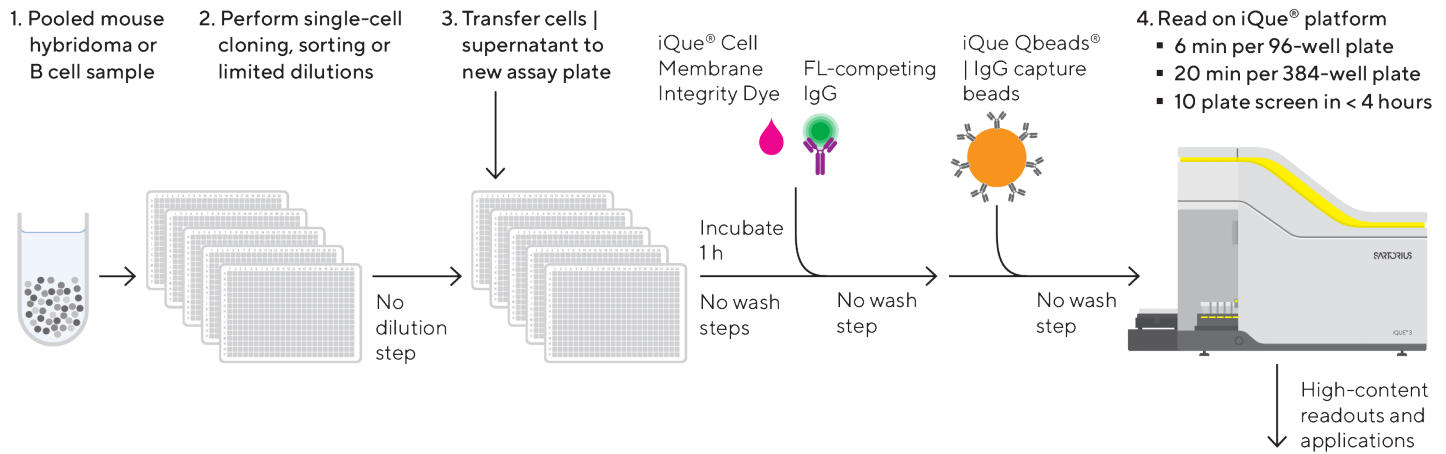 1. Pooled mouse
hybridoma or
B cell sample
2. Perform single-cell
cloning, sorting or
limited dilutions
3. Transfer cells |
supernatant to
new assay plate
iQue® Cell
Membrane
Integrity Dye
FL-competing
IgG
iQue Qbeads®
| IgG capture
beads
4. Read on iQue® platform
▪ 6 min per 96-well plate
▪ 20 min per 384-well plate
▪ 10 plate screen in < 4 hours
No
dilution
step
Incubate
1 h
No wash
steps
No wash
step
No wash
step
SARTORIUS
iQUE® 3
High-content
readouts and
applications